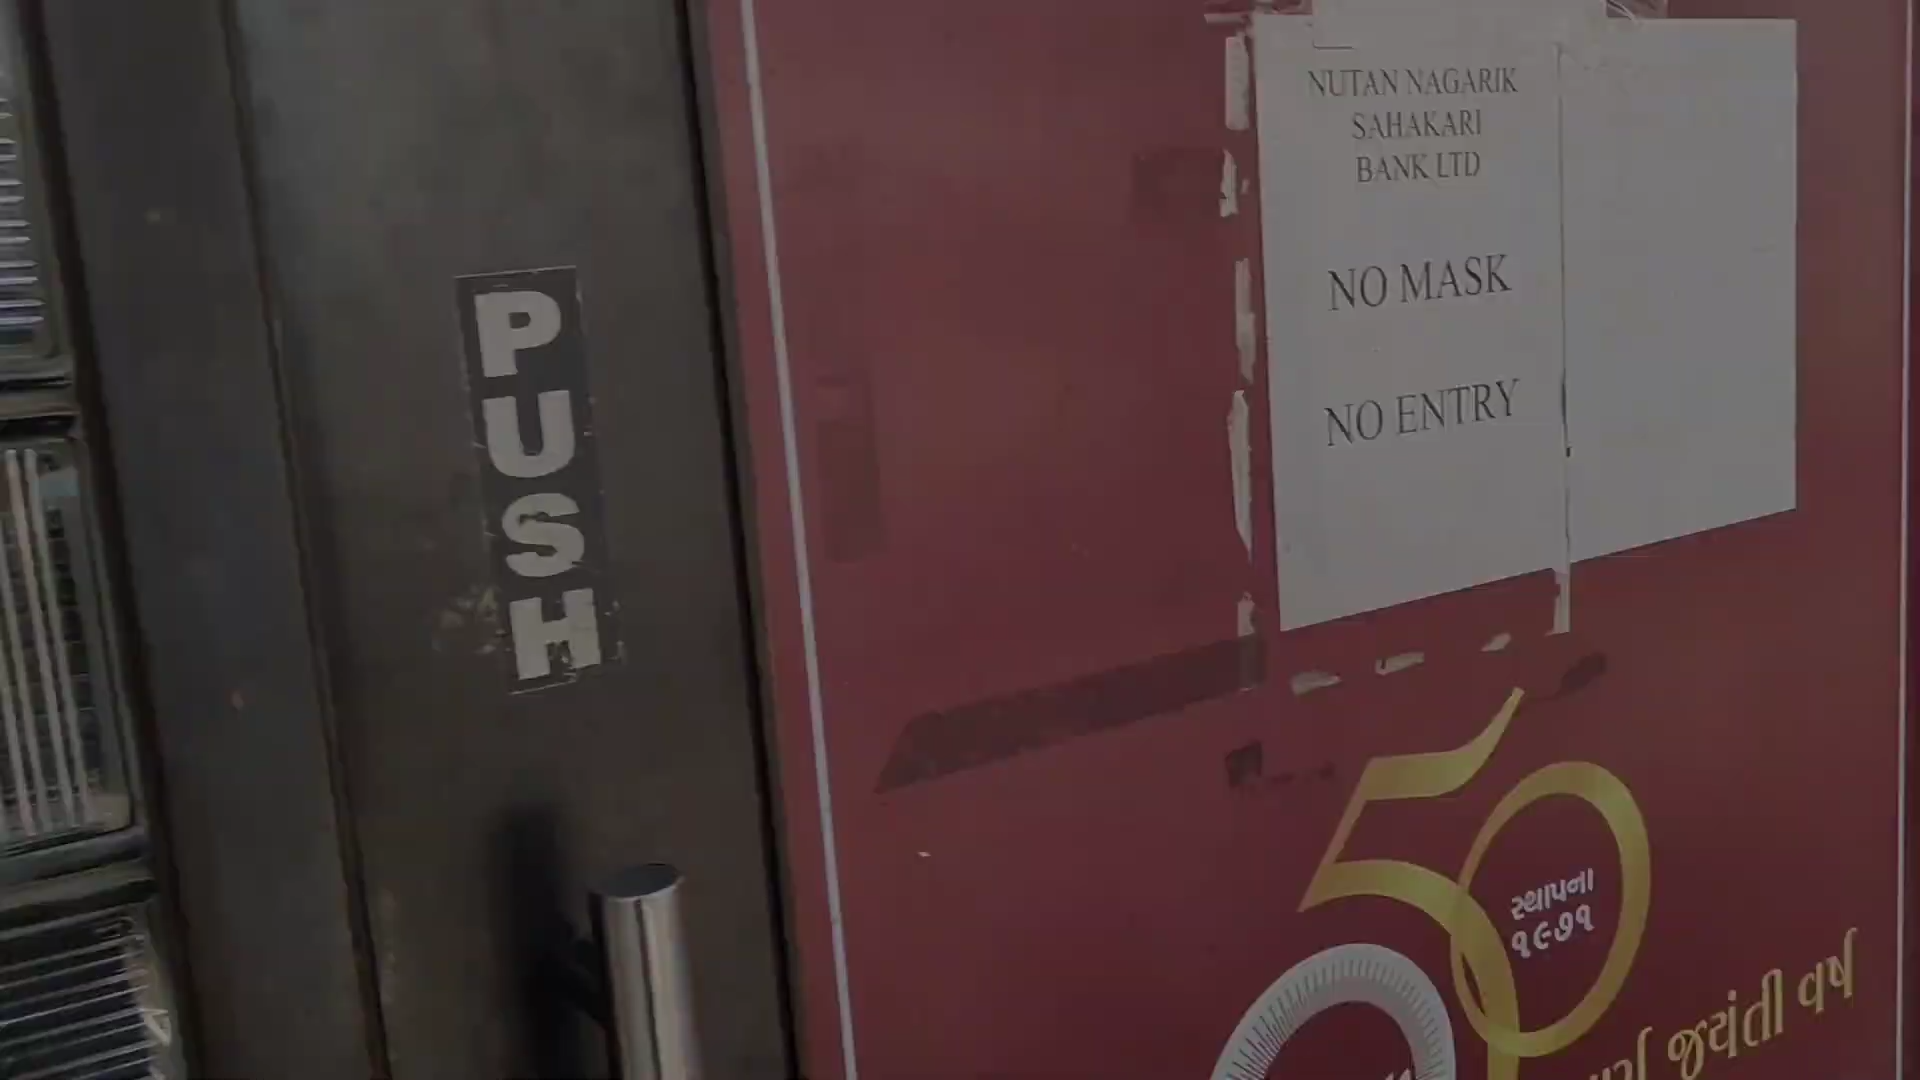 PUSH
NUTAN NAGARIK
SAHAKARI
BANK LTD
NO MASK
NO ENTRY
50
સ્થાપના
૧૯૭૧
જયંતી વર્ષ